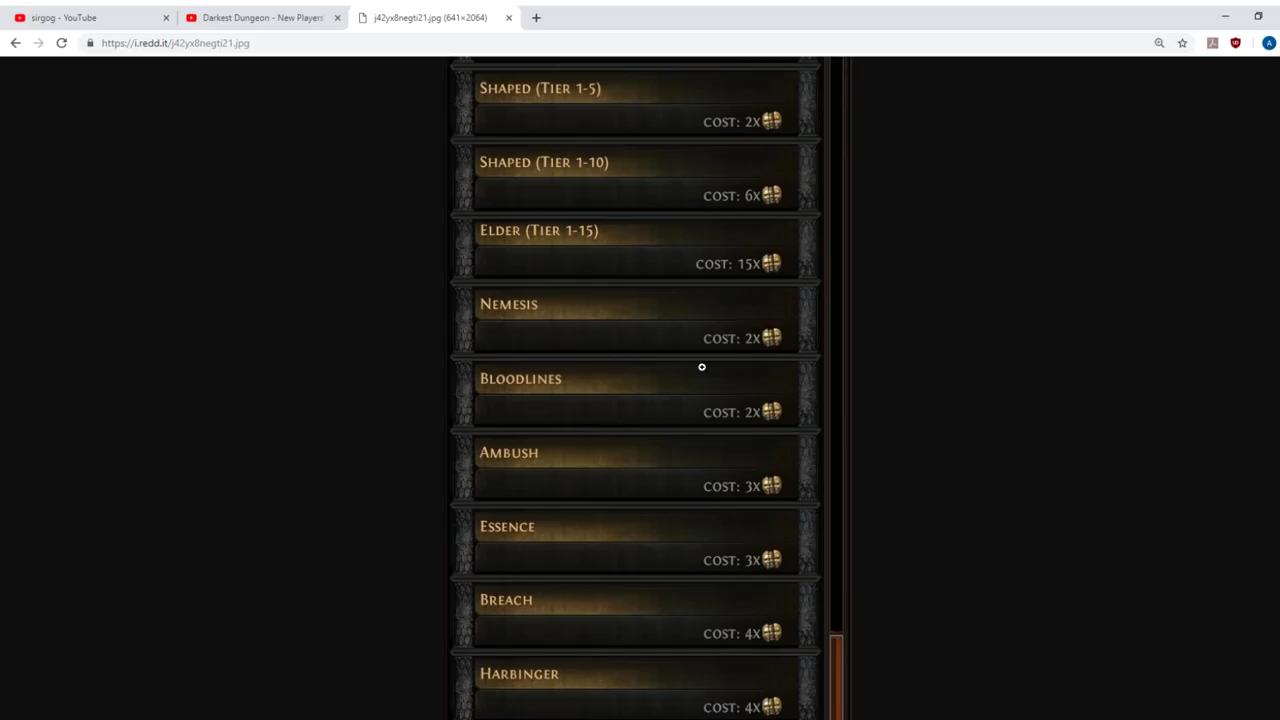 sirgog - YouTube
Darkest Dungeon - New Players
j42yx8negti21.jpg (641×2064)
https://i.redd.it/j42yx8negti21.jpg
A
SHAPED (TIER 1-5)
COST: 2X
SHAPED (TIER 1-10)
COST: 6X
ELDER (TIER 1-15)
COST: 15X
NEMESIS
COST: 2X
BLOODLINES
COST: 2X
AMBUSH
COST: 3X
ESSENCE
COST: 3X
BREACH
COST: 4X
HARBINGER
COST: 4X